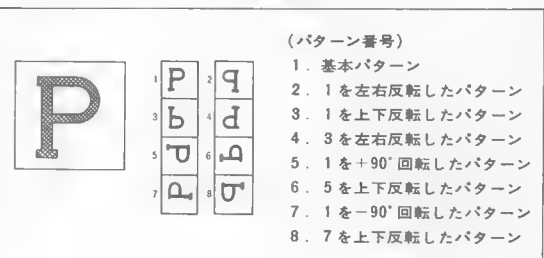 (パターン番号)
1. 基本パターン
2. 1を左右反転したパターン
3. 1を上下反転したパターン
4. 3を左右反転したパターン
5. 1を+90°回転したパターン
6. 5を上下反転したパターン
7. 1を-90°回転したパターン
8. 7を上下反転したパターン
P
1 P 2
3 4
5 6
7 8